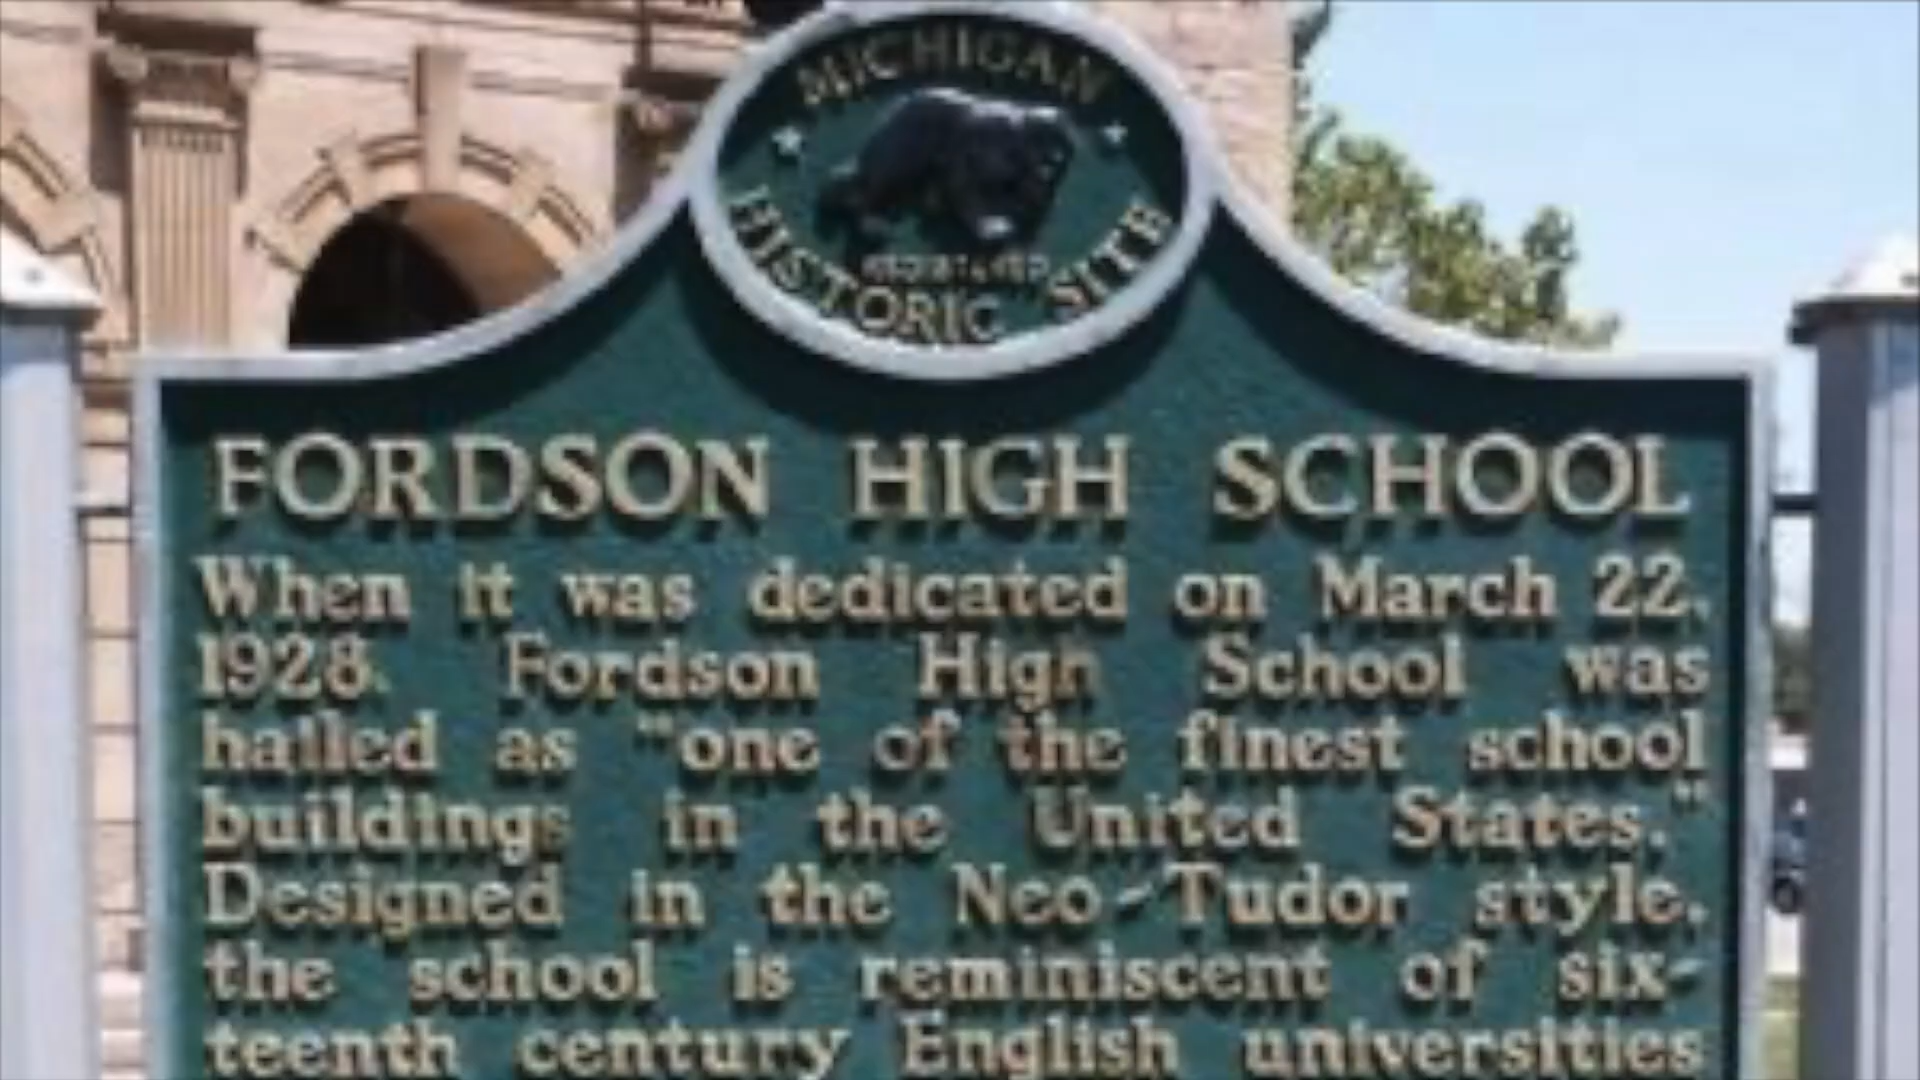 MICHIGAN
REGISTERED
HISTORIC SITE
FORDSON HIGH SCHOOL
When it was dedicated on March 22,
1928, Fordson High School was
hailed as "one of the finest school
buildings in the United States."
Designed in the Neo-Tudor style,
the school is reminiscent of six-
teenth century English universities